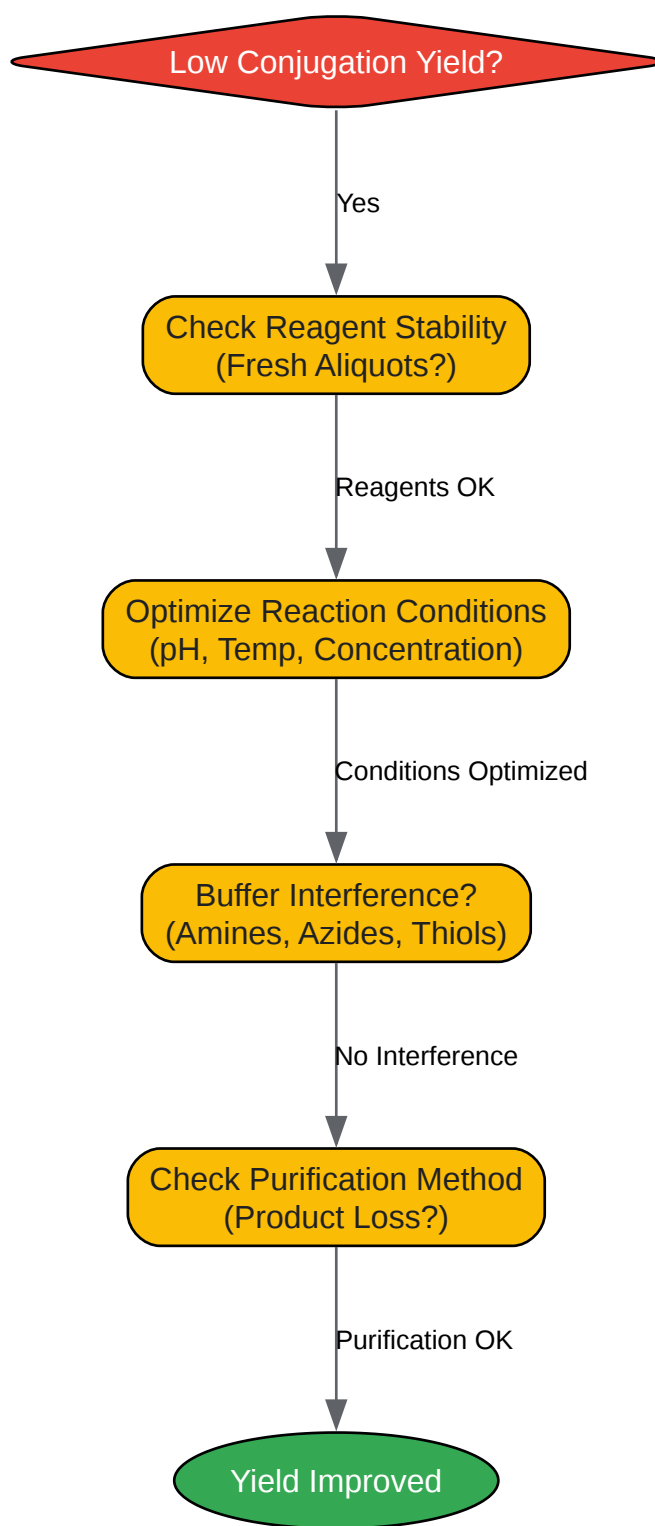 Low Conjugation Yield?
Yes
Check Reagent Stability
(Fresh Aliquots?)
Reagents OK
Optimize Reaction Conditions
(pH, Temp, Concentration)
Conditions Optimized
Buffer Interference?
(Amines, Azides, Thiols)
No Interference
Check Purification Method
(Product Loss?)
Purification OK
Yield Improved